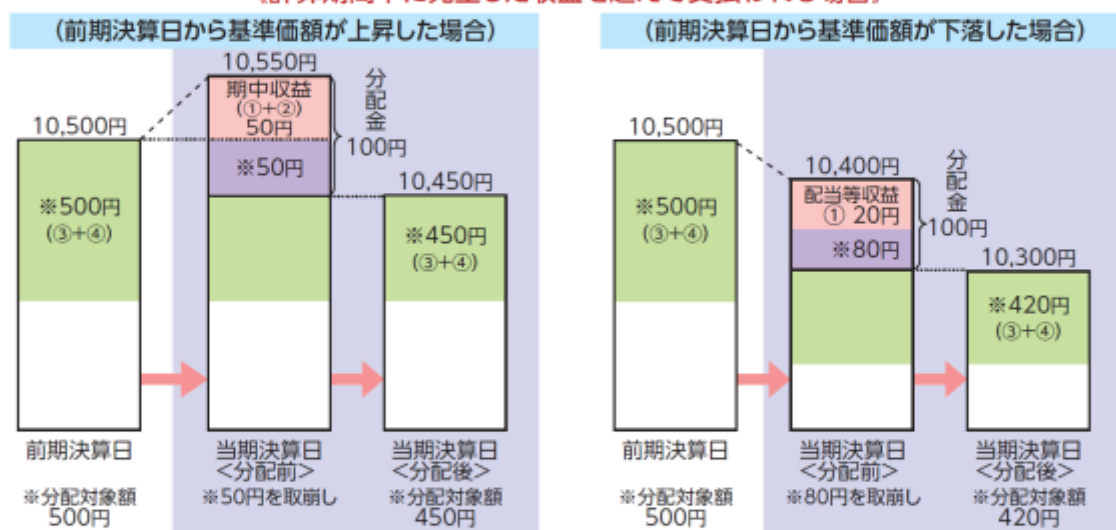 (前期決算日から基準価額が上昇した場合)
10,550円
期中収益
(①+②)
50円
※50円
分配金
100円
10,500円
※500円
(③+④)
10,450円
※450円
(③+④)
前期決算日
※分配対象額
500円
当期決算日
<分配前>
※50円を取崩し
当期決算日
<分配後>
※分配対象額
450円
(前期決算日から基準価額が下落した場合)
10,500円
※500円
(③+④)
10,400円
配当等収益
① 20円
※80円
分配金
100円
10,300円
※420円
(③+④)
前期決算日
※分配対象額
500円
当期決算日
<分配前>
※80円を取崩し
当期決算日
<分配後>
※分配対象額
420円